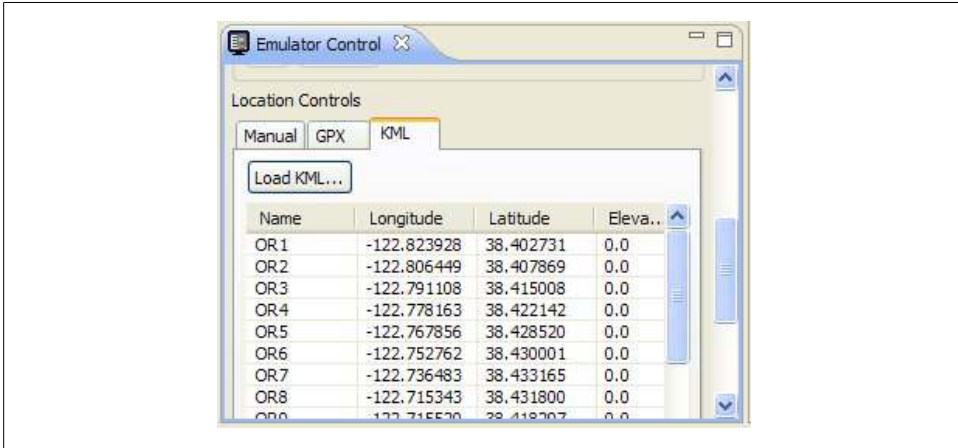 Emulator Control
Location Controls
Manual GPX KML
Load KML...
Name Longitude Latitude Eleva..
OR1 -122.823928 38.402731 0.0
OR2 -122.806449 38.407869 0.0
OR3 -122.791108 38.415008 0.0
OR4 -122.778163 38.422142 0.0
OR5 -122.767856 38.428520 0.0
OR6 -122.752762 38.430001 0.0
OR7 -122.736483 38.433165 0.0
OR8 -122.715343 38.431800 0.0